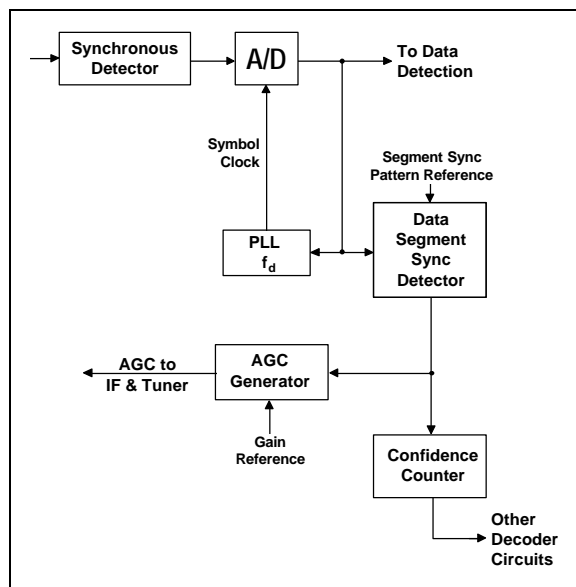 Synchronous
Detector
A/D
To Data
Detection
Symbol
Clock
Segment Sync
Pattern Reference
PLL
fd
Data
Segment
Sync
Detector
AGC to
IF & Tuner
AGC
Generator
Gain
Reference
Confidence
Counter
Other
Decoder
Circuits